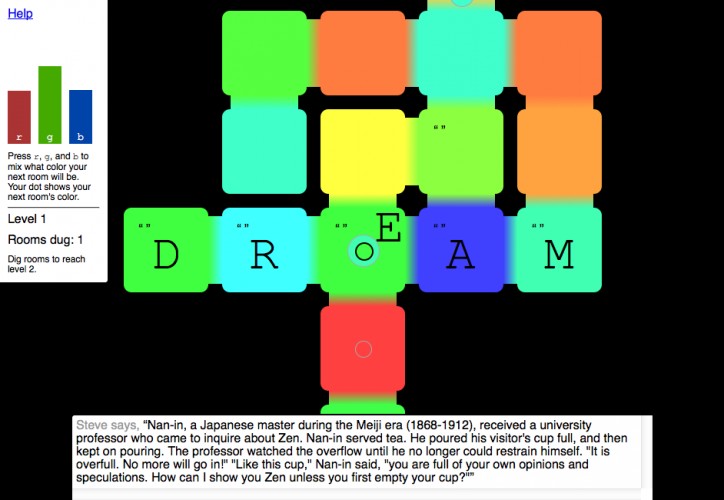 Help
r g b
Press r, g, and b to
mix what color your
next room will be.
Your dot shows your
next room's color.
Level 1
Rooms dug: 1
Dig rooms to reach
level 2.
“”
“” “” “” “” “”
D R E A M
Steve says, “Nan-in, a Japanese master during the Meiji era (1868-1912), received a university
professor who came to inquire about Zen. Nan-in served tea. He poured his visitor's cup full, and then
kept on pouring. The professor watched the overflow until he no longer could restrain himself. "It is
overfull. No more will go in!" "Like this cup," Nan-in said, "you are full of your own opinions and
speculations. How can I show you Zen unless you first empty your cup?"”